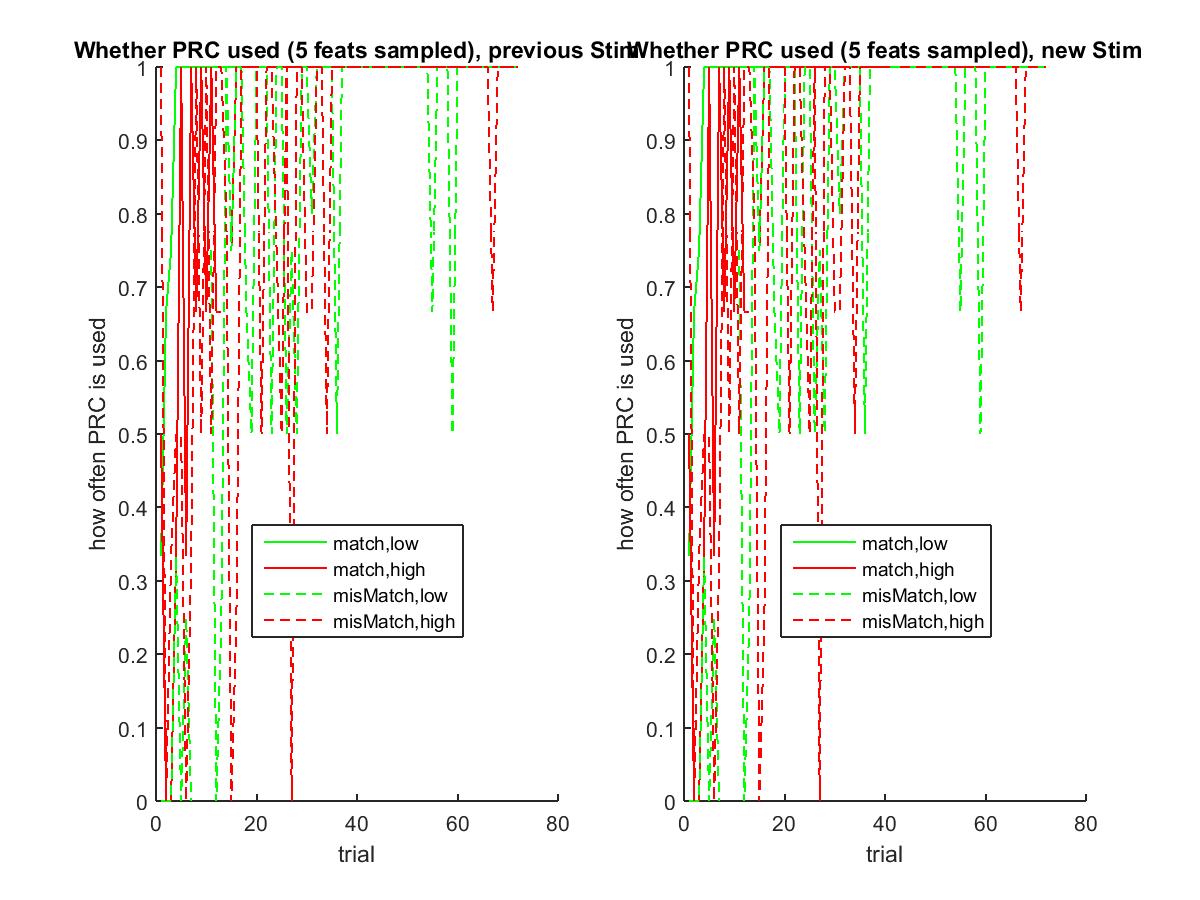 Whether PRC used (5 feats sampled), previous Stim
1
0.9
0.8
0.7
0.6
0.5
0.4
0.3
0.2
0.1
0
how often PRC is used
match,low
match,high
misMatch,low
misMatch,high
0 20 40 60 80
trial
Whether PRC used (5 feats sampled), new Stim
1
0.9
0.8
0.7
0.6
0.5
0.4
0.3
0.2
0.1
0
how often PRC is used
match,low
match,high
misMatch,low
misMatch,high
0 20 40 60 80
trial